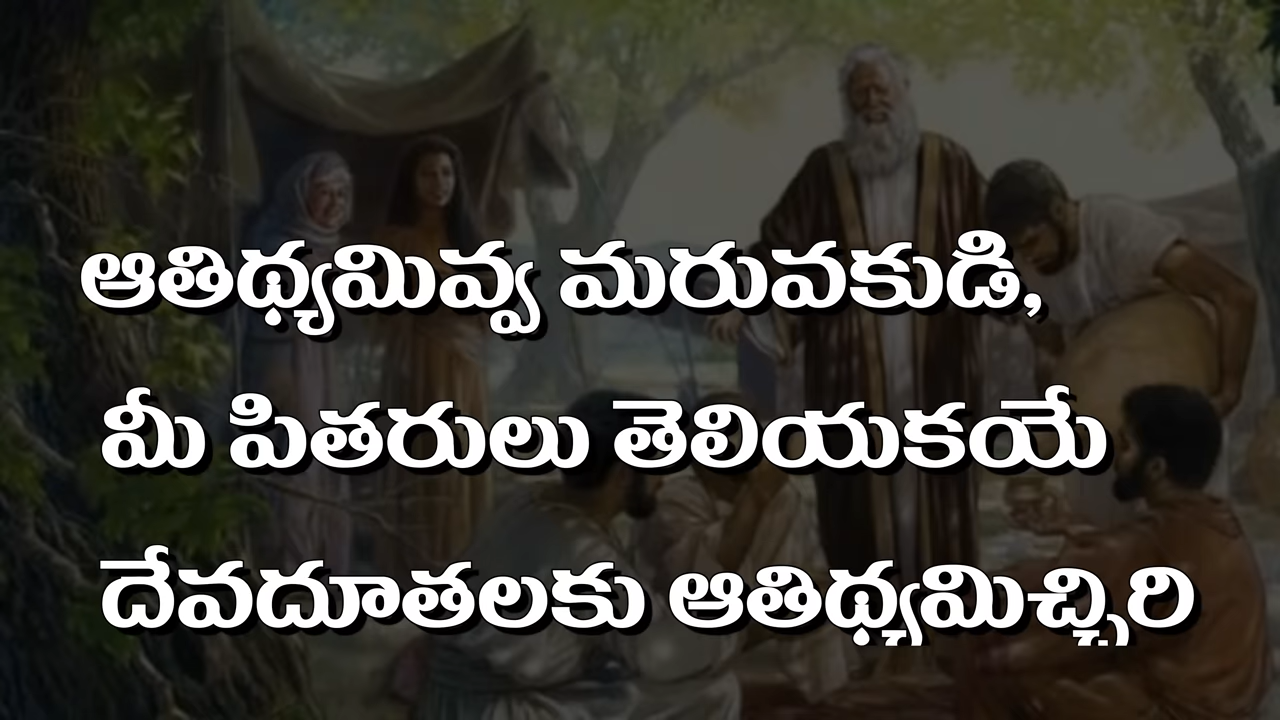 ఆతిథ్యమివ్వ మరువకుడి,
మీ పితరులు తెలియకయే
దేవదూతలకు ఆతిథ్యమిచ్చిరి